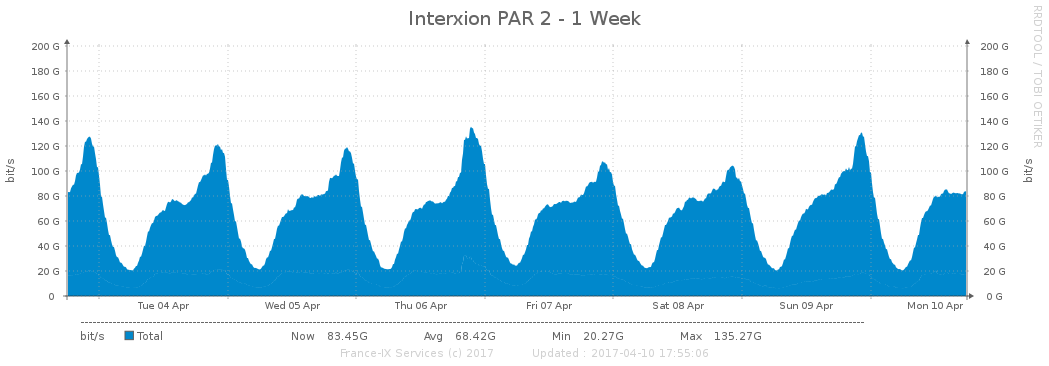 Interxion PAR 2 - 1 Week
RRDTOOL / TOBI OETIKER
bit/s
200 G
180 G
160 G
140 G
120 G
100 G
80 G
60 G
40 G
20 G
0
200 G
180 G
160 G
140 G
120 G
100 G
80 G
60 G
40 G
20 G
0 G
bit/s
Tue 04 Apr Wed 05 Apr Thu 06 Apr Fri 07 Apr Sat 08 Apr Sun 09 Apr Mon 10 Apr
bit/s Total Now 83.45G Avg 68.42G Min 20.27G Max 135.27G
France-IX Services (c) 2017 Updated : 2017-04-10 17:55:06